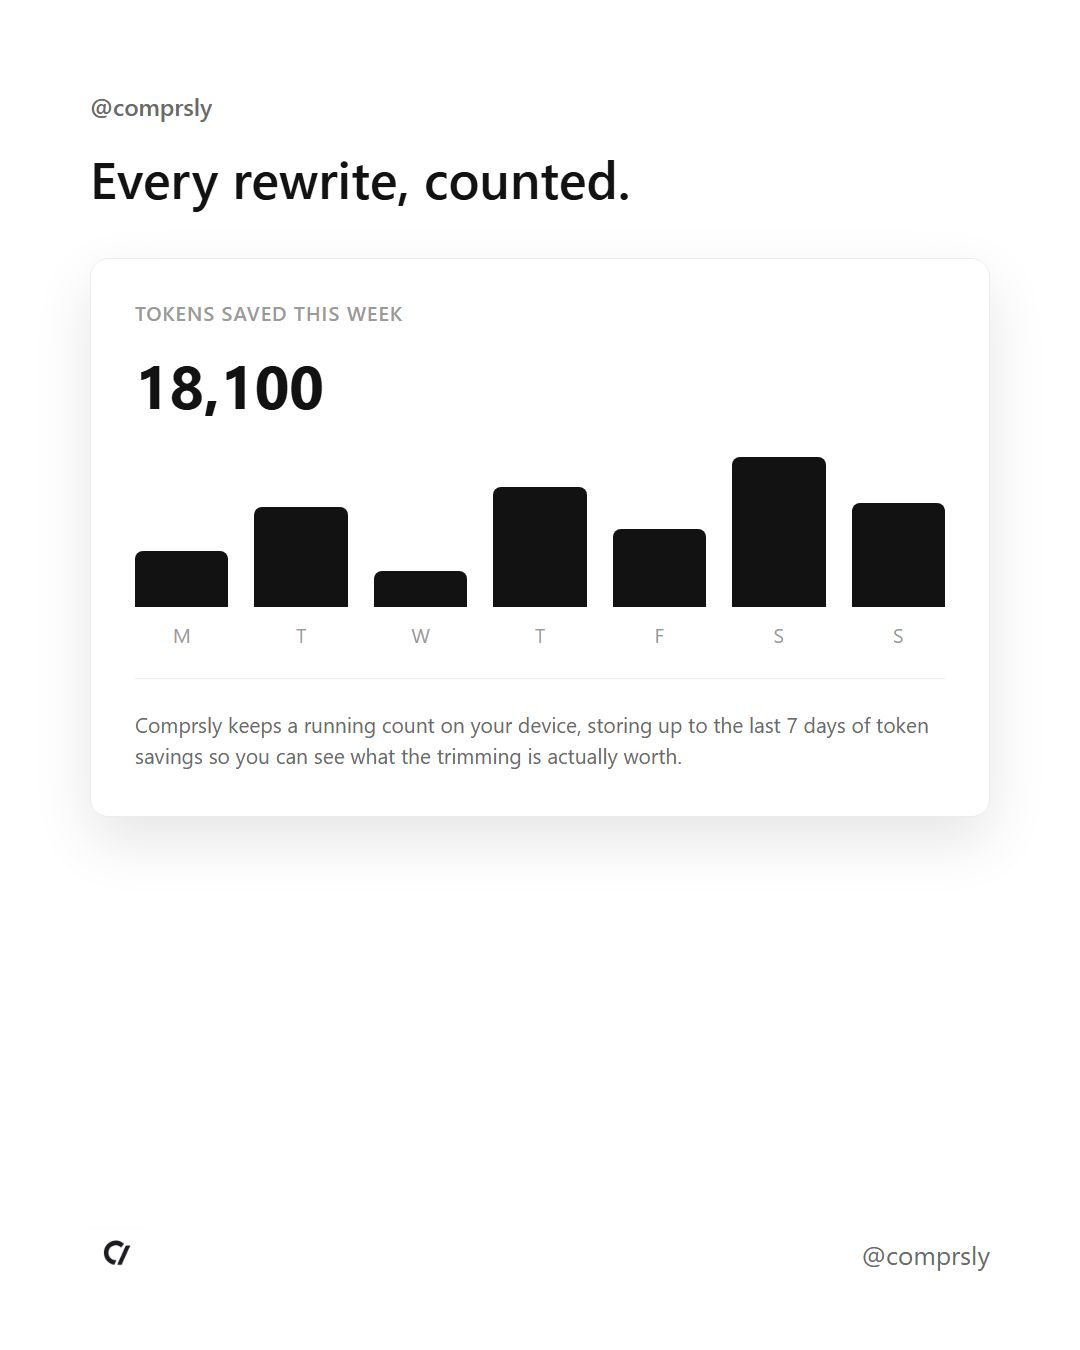 @comprsly
Every rewrite, counted.
TOKENS SAVED THIS WEEK
18,100
M T W T F S S
Comprsly keeps a running count on your device, storing up to the last 7 days of token
savings so you can see what the trimming is actually worth.
@comprsly